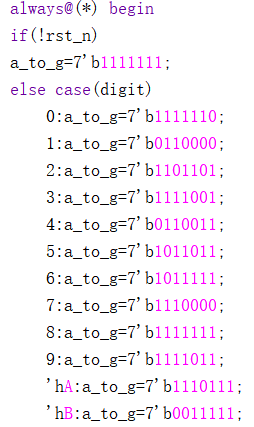 always@(*) begin
if(!rst_n)
a_to_g=7'b1111111;
else case(digit)
0:a_to_g=7'b1111110;
1:a_to_g=7'b0110000;
2:a_to_g=7'b1101101;
3:a_to_g=7'b1111001;
4:a_to_g=7'b0110011;
5:a_to_g=7'b1011011;
6:a_to_g=7'b1011111;
7:a_to_g=7'b1110000;
8:a_to_g=7'b1111111;
9:a_to_g=7'b1111011;
'hA:a_to_g=7'b1110111;
'hB:a_to_g=7'b0011111;